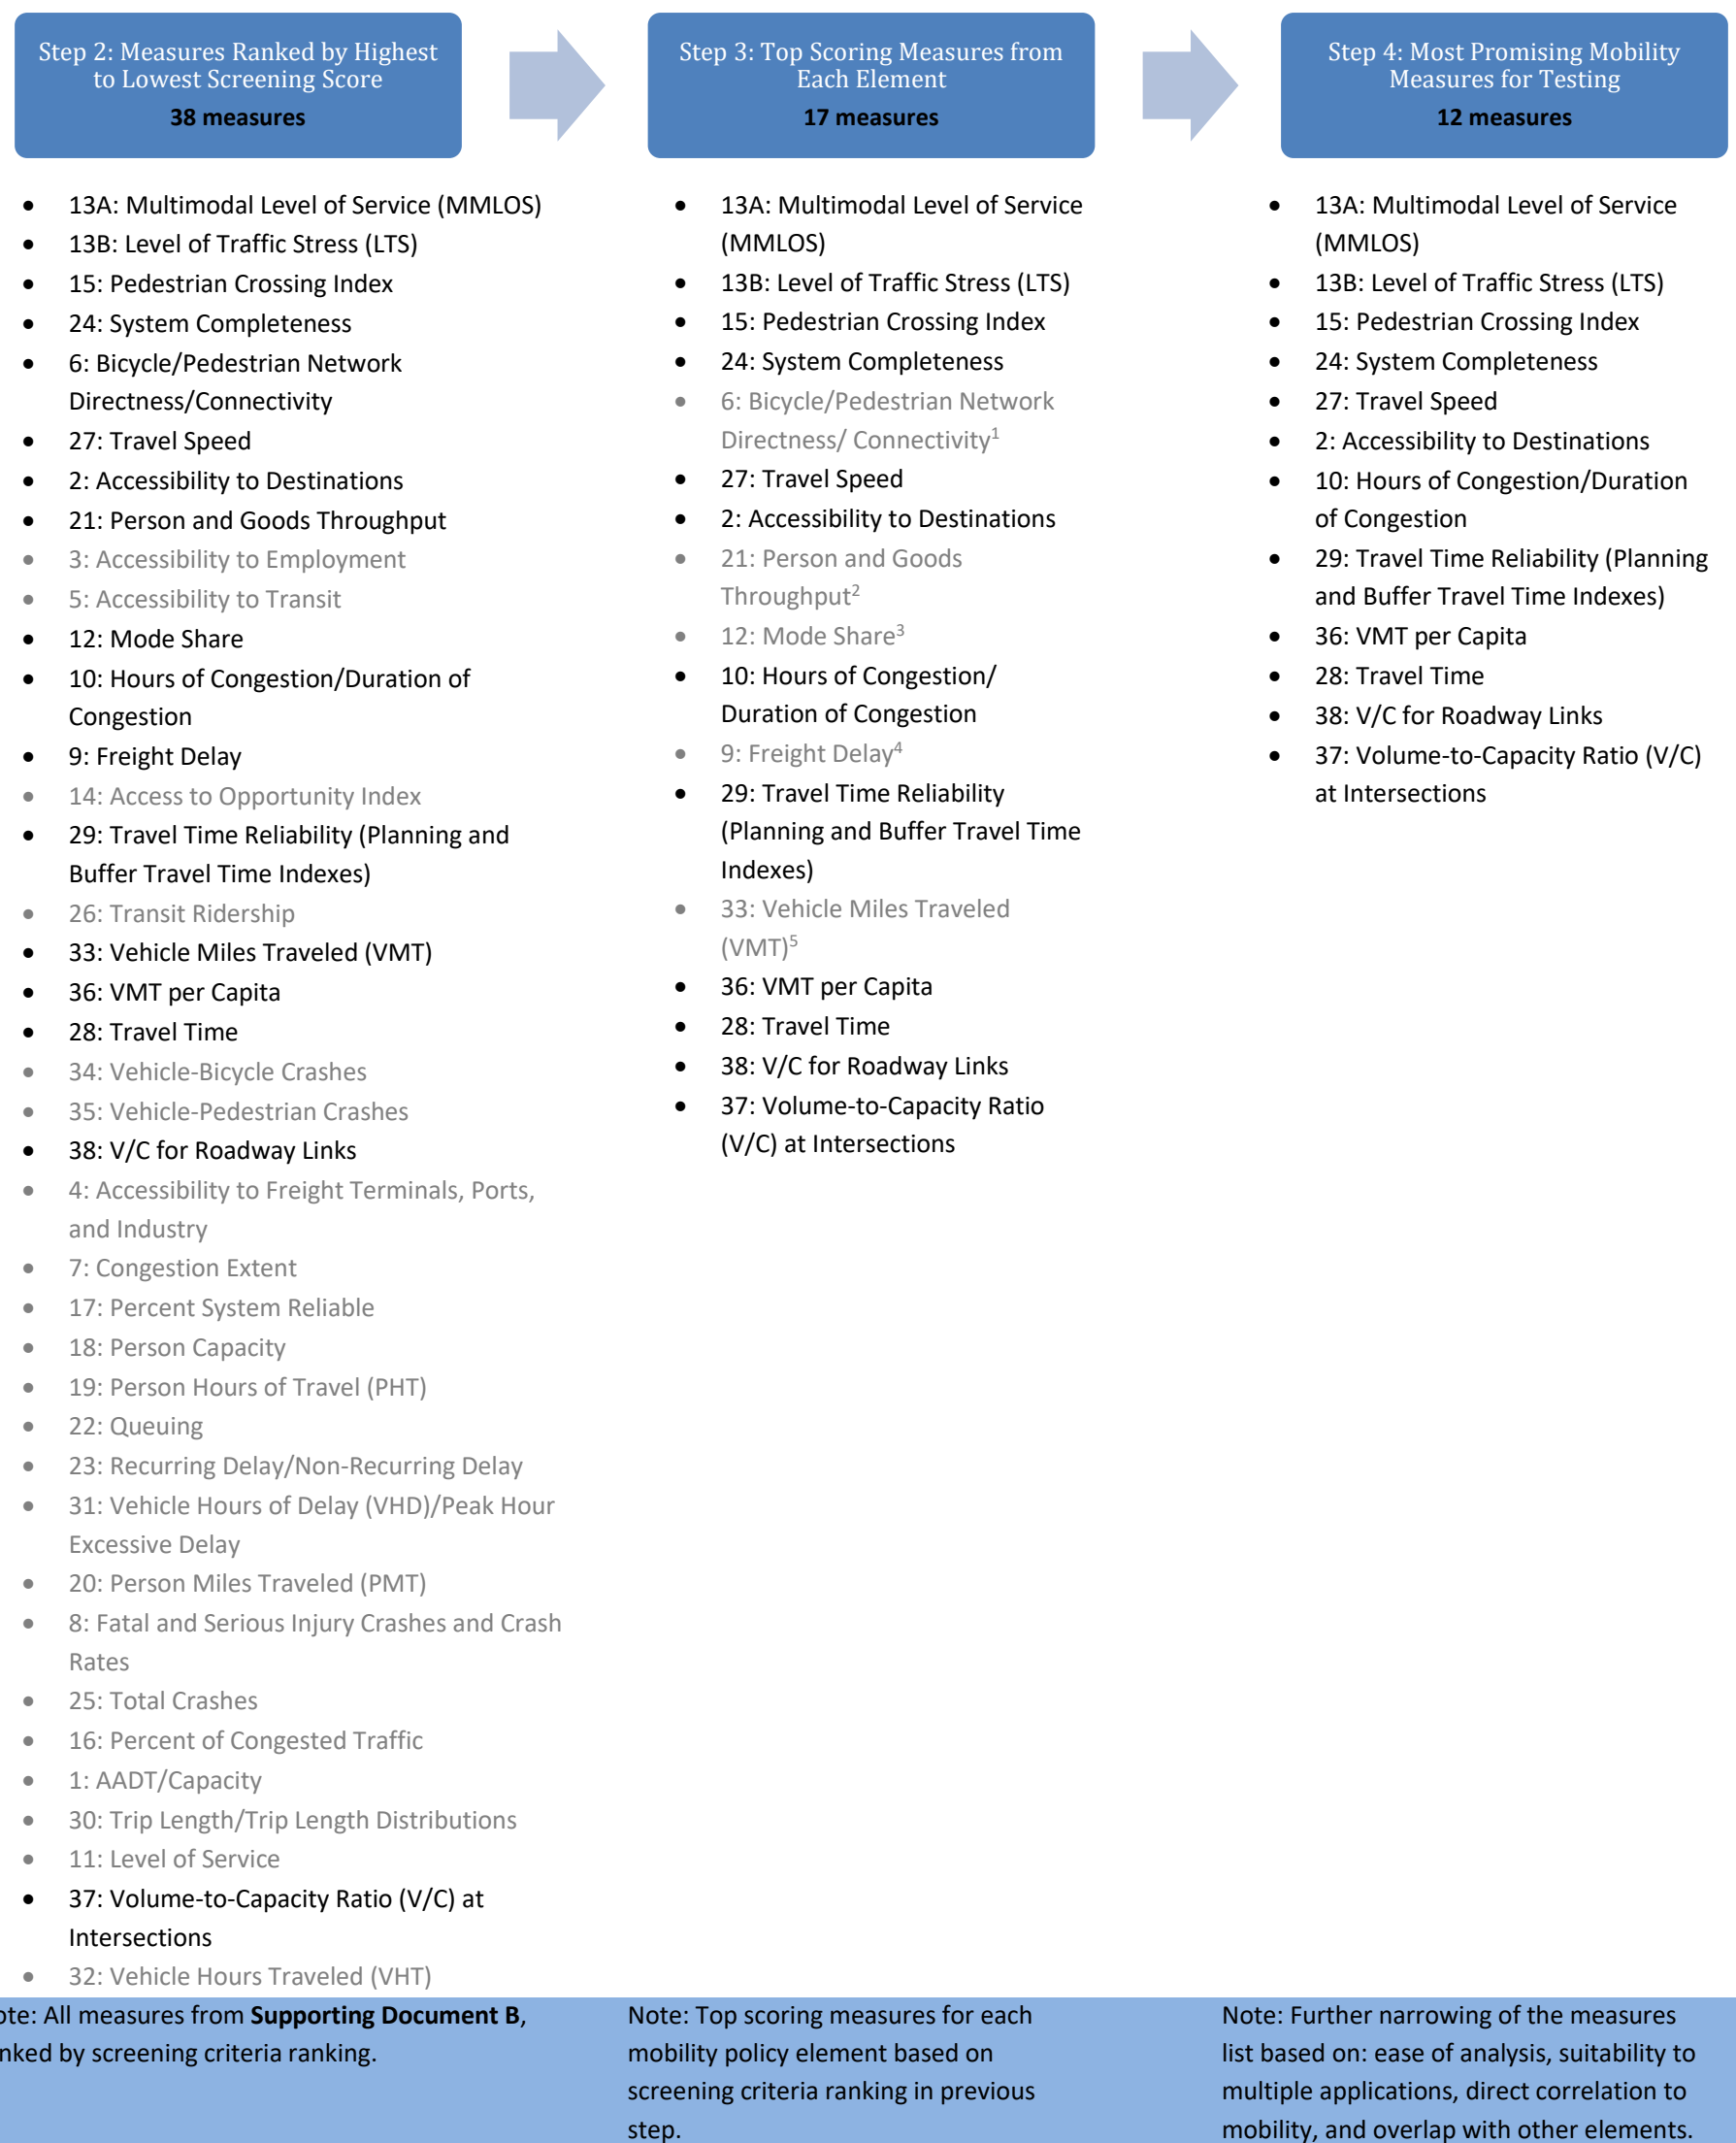 Step 2: Measures Ranked by Highest
to Lowest Screening Score
38 measures
Step 3: Top Scoring Measures from
Each Element
17 measures
Step 4: Most Promising Mobility
Measures for Testing
12 measures
• 13A: Multimodal Level of Service (MMLOS)
• 13B: Level of Traffic Stress (LTS)
• 15: Pedestrian Crossing Index
• 24: System Completeness
• 6: Bicycle/Pedestrian Network
Directness/Connectivity
• 27: Travel Speed
• 2: Accessibility to Destinations
• 21: Person and Goods Throughput
• 3: Accessibility to Employment
• 5: Accessibility to Transit
• 12: Mode Share
• 10: Hours of Congestion/Duration of
Congestion
• 9: Freight Delay
• 14: Access to Opportunity Index
• 29: Travel Time Reliability (Planning and
Buffer Travel Time Indexes)
• 26: Transit Ridership
• 33: Vehicle Miles Traveled (VMT)
• 36: VMT per Capita
• 28: Travel Time
• 34: Vehicle-Bicycle Crashes
• 35: Vehicle-Pedestrian Crashes
• 38: V/C for Roadway Links
• 4: Accessibility to Freight Terminals, Ports,
and Industry
• 7: Congestion Extent
• 17: Percent System Reliable
• 18: Person Capacity
• 19: Person Hours of Travel (PHT)
• 22: Queuing
• 23: Recurring Delay/Non-Recurring Delay
• 31: Vehicle Hours of Delay (VHD)/Peak Hour
Excessive Delay
• 20: Person Miles Traveled (PMT)
• 8: Fatal and Serious Injury Crashes and Crash
Rates
• 25: Total Crashes
• 16: Percent of Congested Traffic
• 1: AADT/Capacity
• 30: Trip Length/Trip Length Distributions
• 11: Level of Service
• 37: Volume-to-Capacity Ratio (V/C) at
Intersections
• 32: Vehicle Hours Traveled (VHT)
• 13A: Multimodal Level of Service
(MMLOS)
• 13B: Level of Traffic Stress (LTS)
• 15: Pedestrian Crossing Index
• 24: System Completeness
• 6: Bicycle/Pedestrian Network
Directness/ Connectivity¹
• 27: Travel Speed
• 2: Accessibility to Destinations
• 21: Person and Goods
Throughput²
• 12: Mode Share³
• 10: Hours of Congestion/
Duration of Congestion
• 9: Freight Delay⁴
• 29: Travel Time Reliability
(Planning and Buffer Travel Time
Indexes)
• 33: Vehicle Miles Traveled
(VMT)⁵
• 36: VMT per Capita
• 28: Travel Time
• 38: V/C for Roadway Links
• 37: Volume-to-Capacity Ratio
(V/C) at Intersections
• 13A: Multimodal Level of Service
(MMLOS)
• 13B: Level of Traffic Stress (LTS)
• 15: Pedestrian Crossing Index
• 24: System Completeness
• 27: Travel Speed
• 2: Accessibility to Destinations
• 10: Hours of Congestion/Duration
of Congestion
• 29: Travel Time Reliability (Planning
and Buffer Travel Time Indexes)
• 36: VMT per Capita
• 28: Travel Time
• 38: V/C for Roadway Links
• 37: Volume-to-Capacity Ratio (V/C)
at Intersections
ote: All measures from Supporting Document B,
nked by screening criteria ranking.
Note: Top scoring measures for each
mobility policy element based on
screening criteria ranking in previous
step.
Note: Further narrowing of the measures
list based on: ease of analysis, suitability to
multiple applications, direct correlation to
mobility, and overlap with other elements.